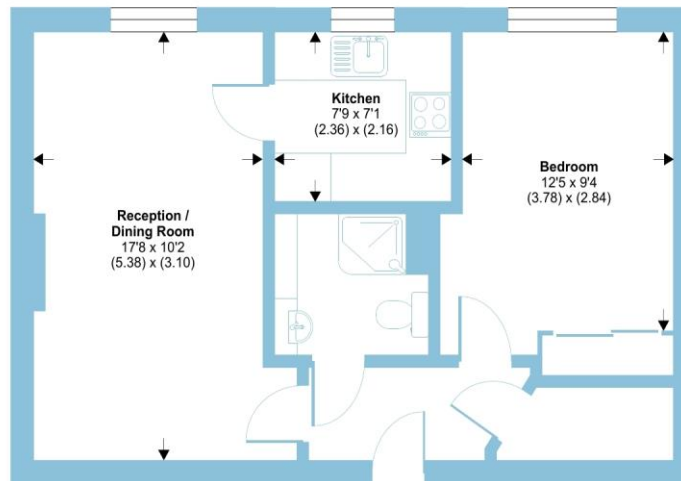 Kitchen
7'9 x 7'1
(2.36) x (2.16)
Bedroom
12'5 x 9'4
(3.78) x (2.84)
Reception /
Dining Room
17'8 x 10'2
(5.38) x (3.10)